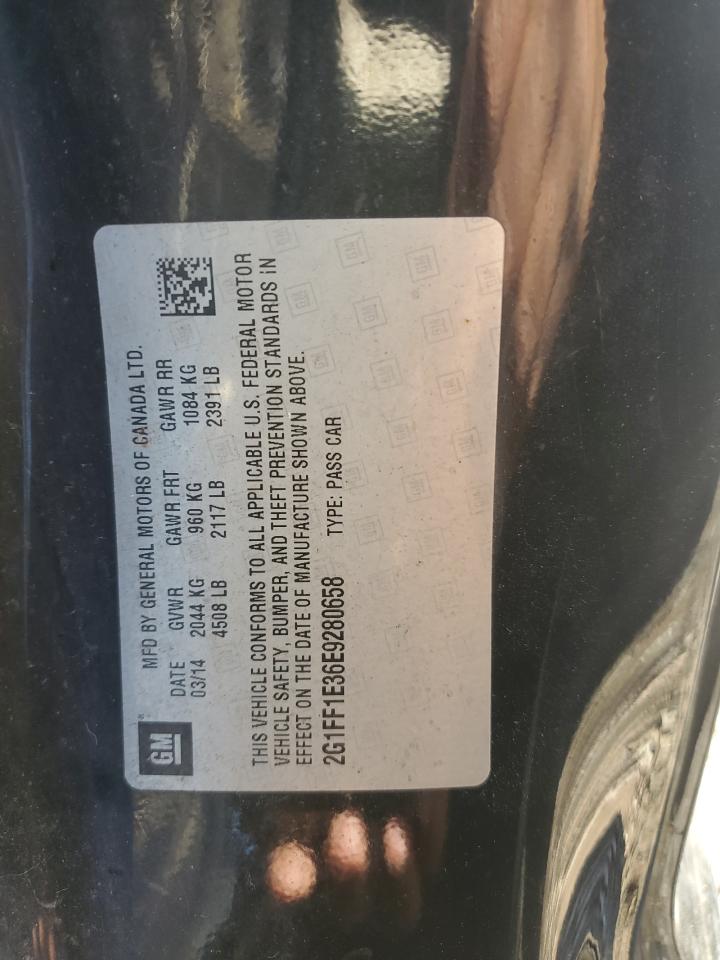 GM
MFD BY GENERAL MOTORS OF CANADA LTD.
DATE GVWR GAWR FRT GAWR RR
03/14 2044 KG 960 KG 1084 KG
4508 LB 2117 LB 2391 LB
THIS VEHICLE CONFORMS TO ALL APPLICABLE U.S. FEDERAL MOTOR
VEHICLE SAFETY, BUMPER, AND THEFT PREVENTION STANDARDS IN
EFFECT ON THE DATE OF MANUFACTURE SHOWN ABOVE.
2G1FF1E36E9280658 TYPE: PASS CAR